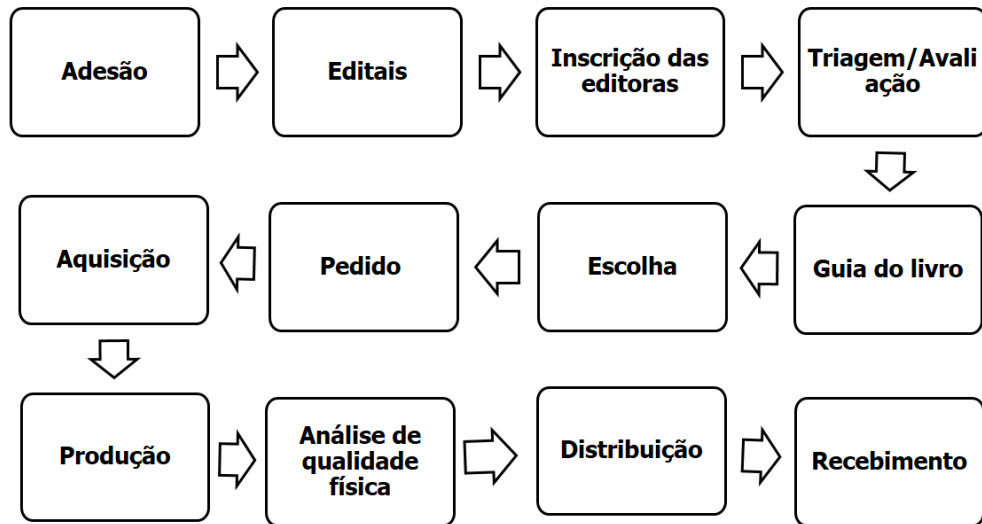 Adesão
Editais
Inscrição das
editoras
Triagem/Avali
ação
Guia do livro
Escolha
Pedido
Aquisição
Produção
Análise de
qualidade
física
Distribuição
Recebimento